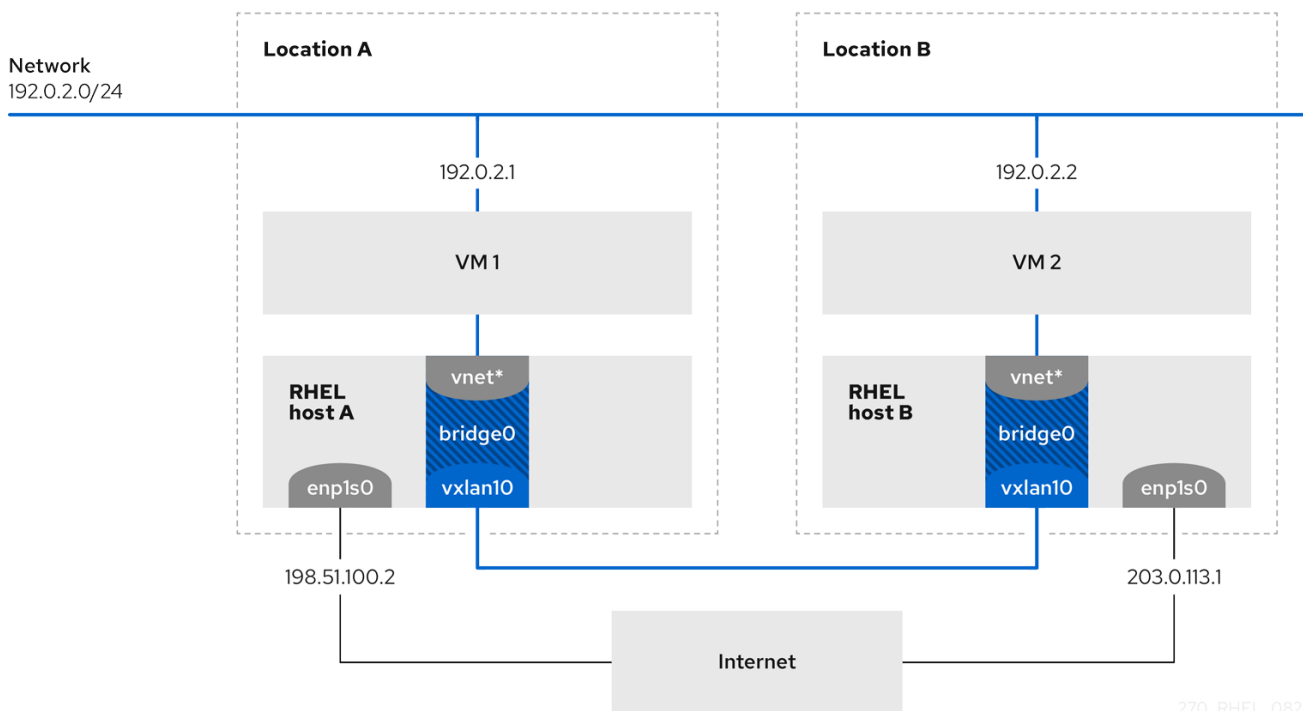 Location A
Location B
Network
192.0.2.0/24
192.0.2.1
192.0.2.2
VM 1
VM 2
RHEL
host A
vnet*
bridge0
enp1s0
vxlan10
RHEL
host B
vnet*
bridge0
vxlan10
enp1s0
198.51.100.2
203.0.113.1
Internet
270_RHEL_082